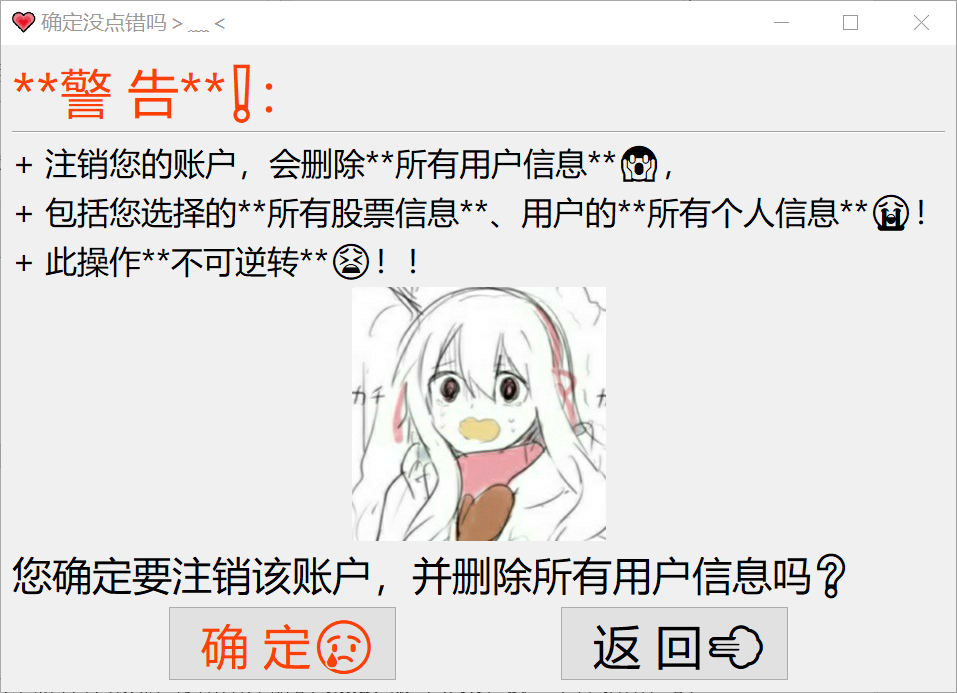 确定没点错吗＞﹏＜
**警 告**❗：
+ 注销您的账户，会删除**所有用户信息**😱，
+ 包括您选择的**所有股票信息**、用户的**所有个人信息**😭！
+ 此操作**不可逆转**😫！！
カチ
您确定要注销该账户，并删除所有用户信息吗❓
确 定😢 返 回👈